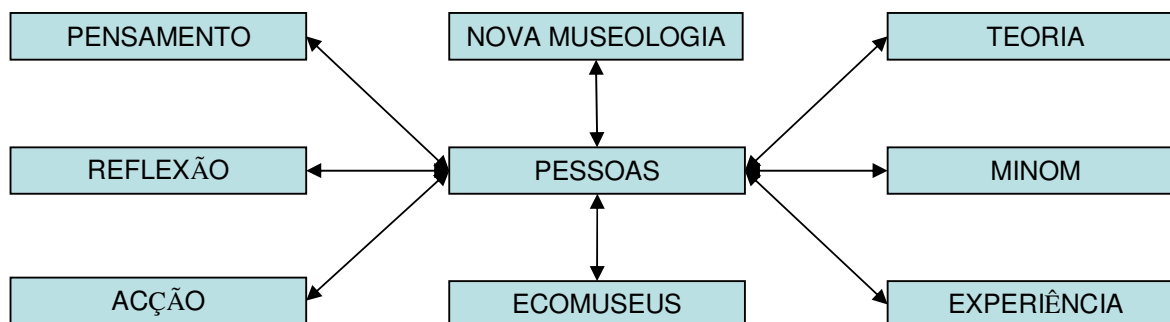 PENSAMENTO
NOVA MUSEOLOGIA
TEORIA
REFLEXÃO
PESSOAS
MINOM
ACÇÃO
ECOMUSEUS
EXPERIÊNCIA